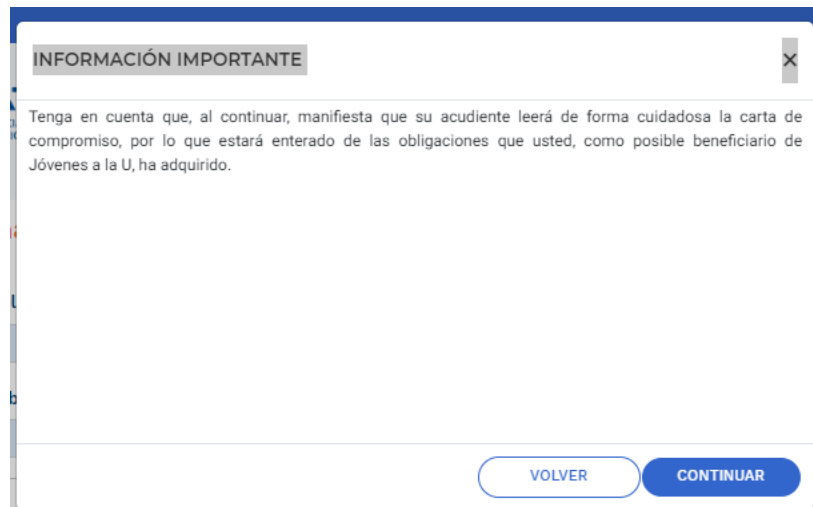 INFORMACIÓN IMPORTANTE
Tenga en cuenta que, al continuar, manifiesta que su acudiente leerá de forma cuidadosa la carta de
compromiso, por lo que estará enterado de las obligaciones que usted, como posible beneficiario de
Jóvenes a la U, ha adquirido.
VOLVER CONTINUAR